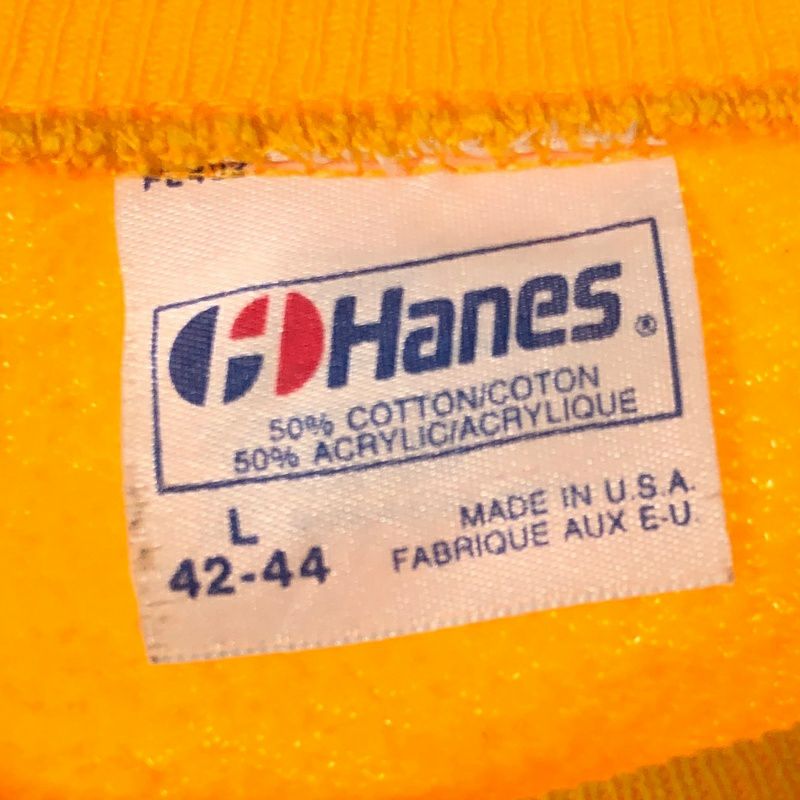 Hanes®
50% COTTON/COTON
50% ACRYLIC/ACRYLIQUE
L
42-44
MADE IN U.S.A.
FABRIQUE AUX E-U.